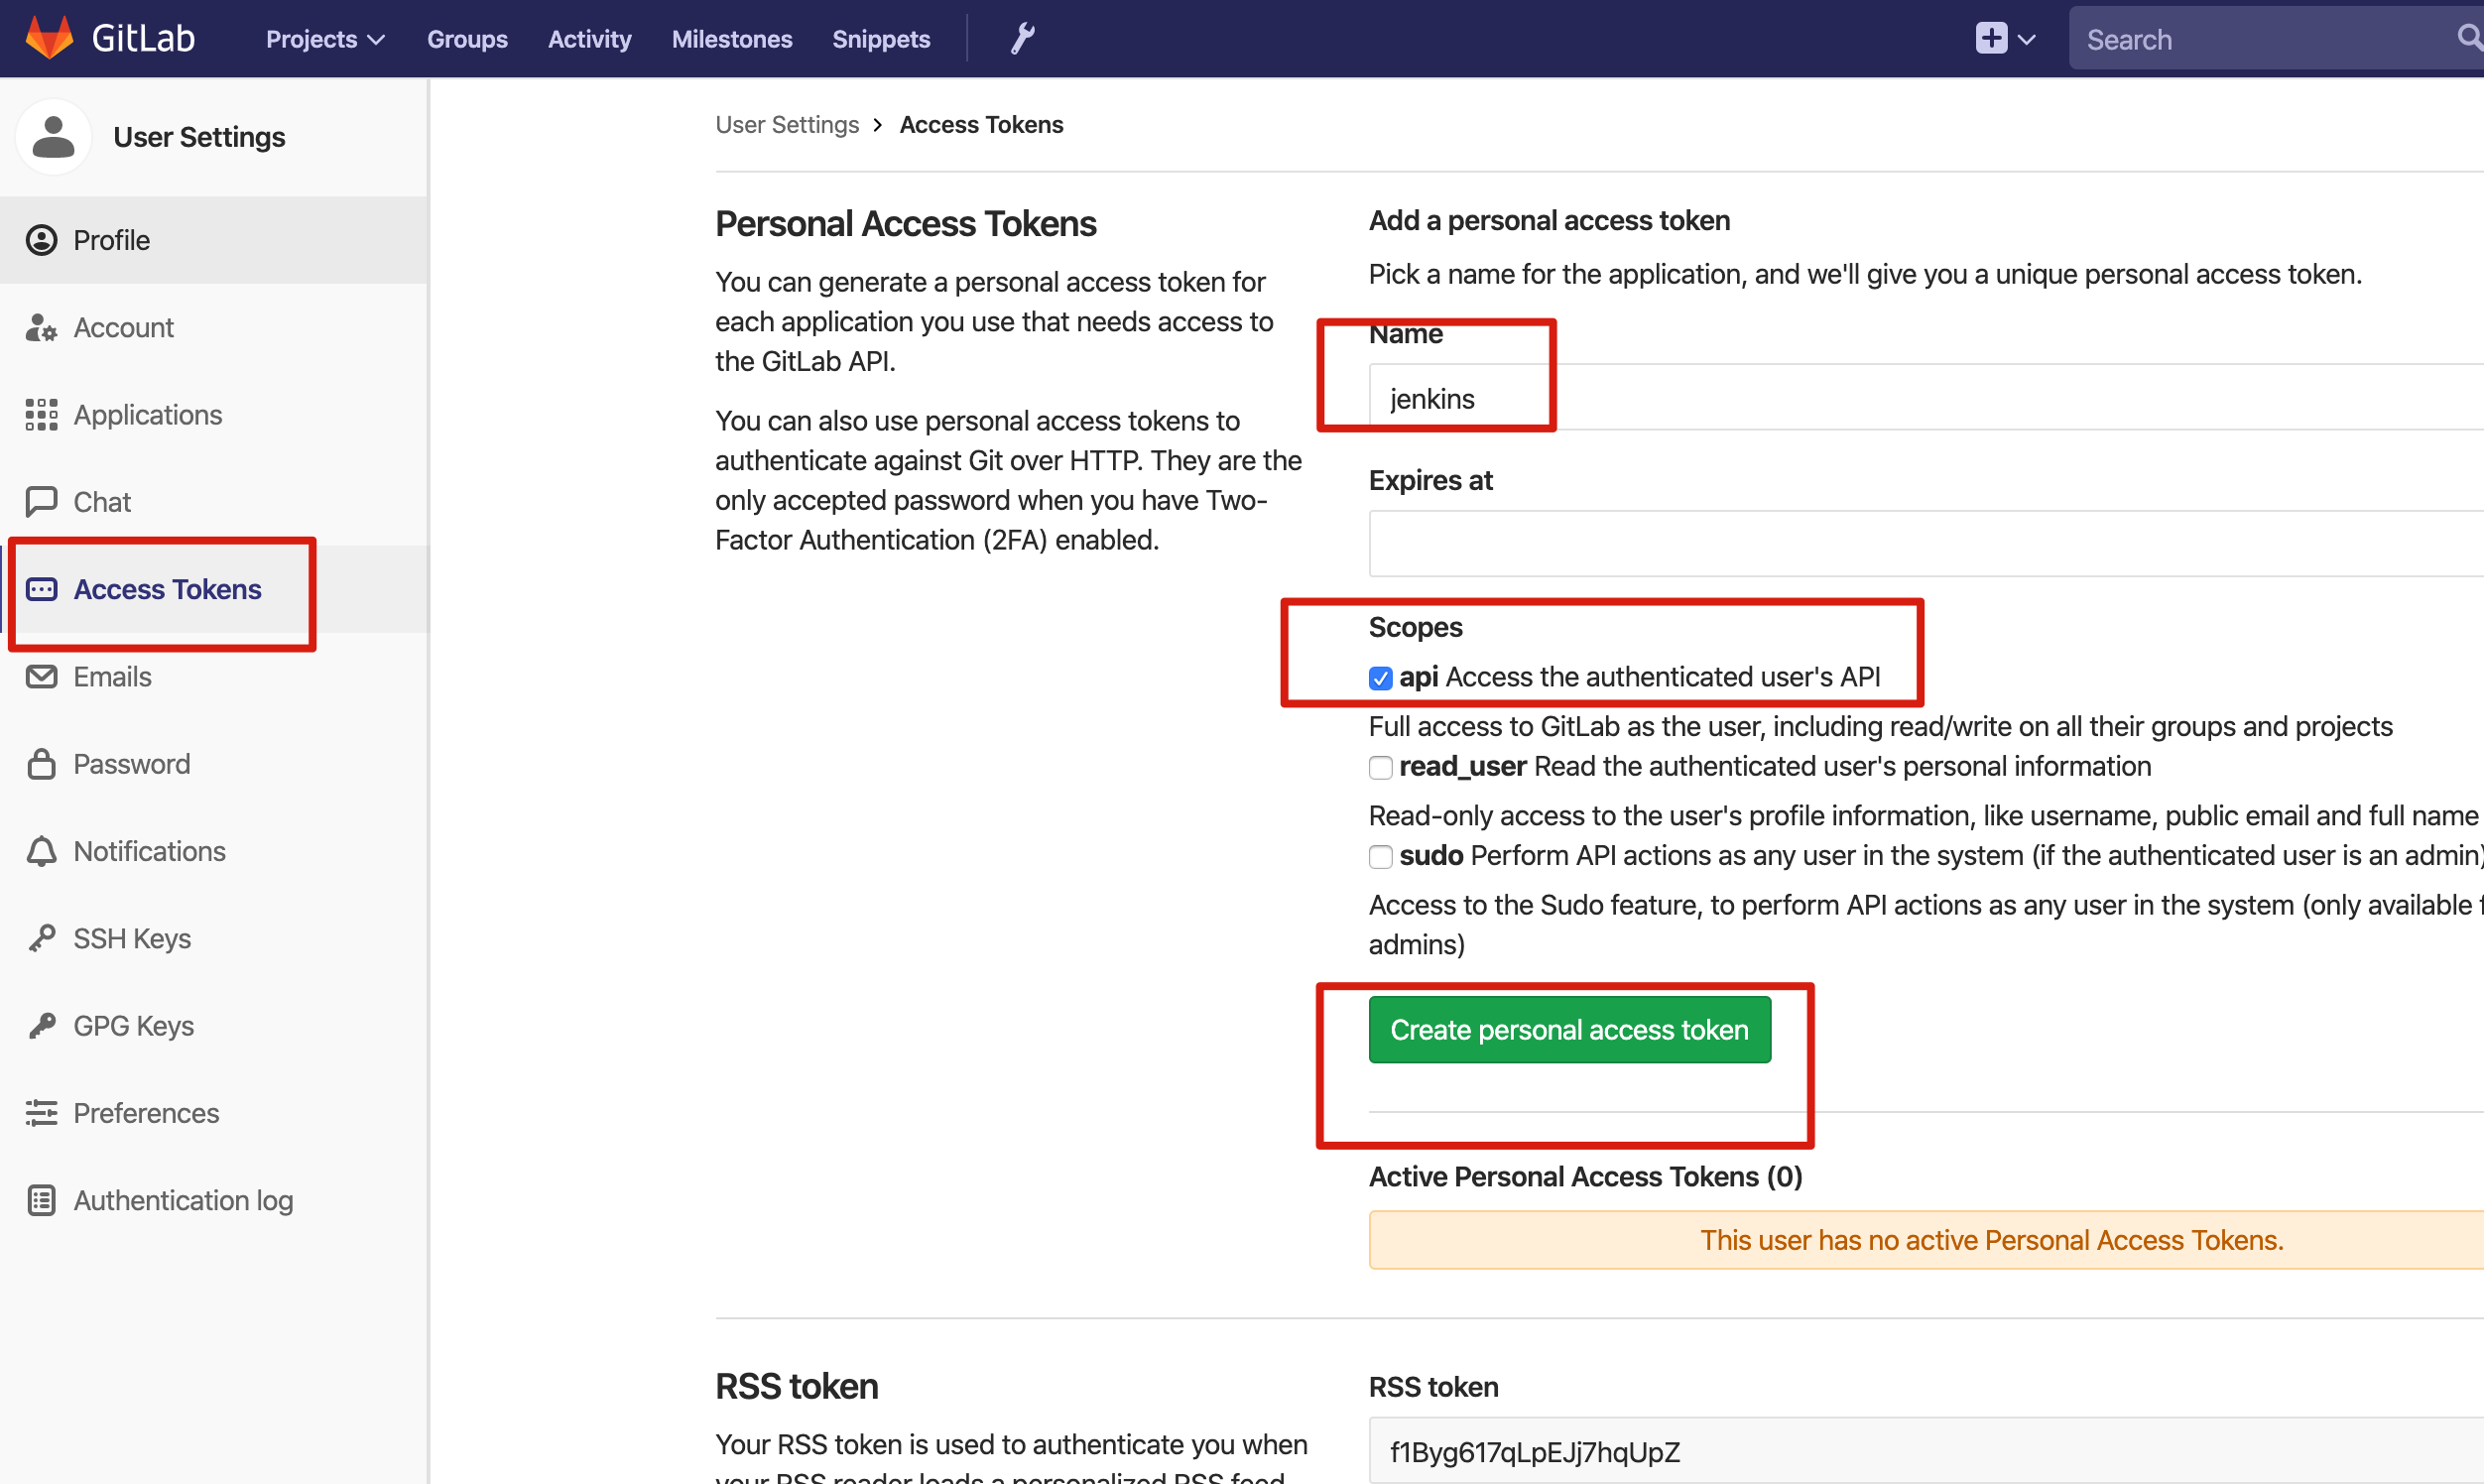 GitLab Projects Groups Activity Milestones Snippets Search
User Settings
Profile
Account
Applications
Chat
Access Tokens
Emails
Password
Notifications
SSH Keys
GPG Keys
Preferences
Authentication log
User Settings > Access Tokens
Personal Access Tokens
You can generate a personal access token for
each application you use that needs access to
the GitLab API.
You can also use personal access tokens to
authenticate against Git over HTTP. They are the
only accepted password when you have Two-
Factor Authentication (2FA) enabled.
Add a personal access token
Pick a name for the application, and we'll give you a unique personal access token.
Name
jenkins
Expires at
Scopes
api Access the authenticated user's API
Full access to GitLab as the user, including read/write on all their groups and projects
read_user Read the authenticated user's personal information
Read-only access to the user's profile information, like username, public email and full name
sudo Perform API actions as any user in the system (if the authenticated user is an admin)
Access to the Sudo feature, to perform API actions as any user in the system (only available
admins)
Create personal access token
Active Personal Access Tokens (0)
This user has no active Personal Access Tokens.
RSS token
Your RSS token is used to authenticate you when
your RSS reader loads a personalized RSS feed
RSS token
f1Byg617qLpEJj7hqUpZ